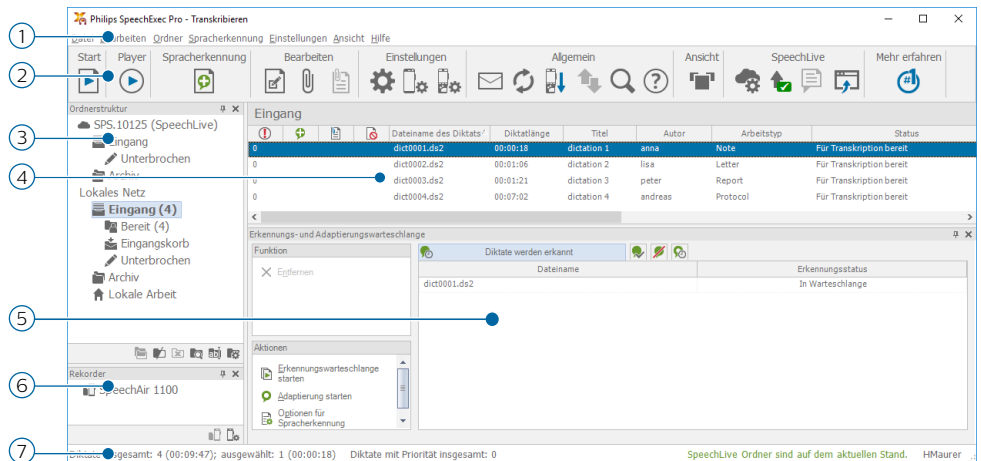 Philips SpeechExec Pro - Transkribieren
1
Ordner Spracherkennung Einstellungen Ansicht Hilfe
Start Player Spracherkennung Bearbeiten Einstellungen Allgemein Ansicht SpeechLive Mehr erfahren
2
Ordnerstruktur
Eingang
SPS.10125 (SpeechLive)
3
Eingang
Unterbrochen
Archiv
Dateiname des Diktats Diktatlänge Titel Autor Arbeitstyp Status
0 dict0001.ds2 00:00:18 dictation 1 anna Note Für Transkription bereit
0 dict0002.ds2 00:01:06 dictation 2 lisa Letter Für Transkription bereit
4
0 dict0003.ds2 00:01:21 dictation 3 peter Report Für Transkription bereit
0 dict0004.ds2 00:07:02 dictation 4 andreas Protocol Für Transkription bereit
Lokales Netz
Eingang (4)
Bereit (4)
Eingangskorb
Unterbrochen
Archiv
Lokale Arbeit
Erkennungs- und Adaptierungswarteschlange
Funktion
Entfernen
Diktate werden erkannt
Dateiname Erkennungsstatus
dict0001.ds2 In Warteschlange
5
Aktionen
Erkennungswarteschlange
starten
Adaptierung starten
Optionen für
Spracherkennung
Rekorder
6
SpeechAir 1100
7
insgesamt: 4 (00:09:47); ausgewählt: 1 (00:00:18) Diktate mit Priorität insgesamt: 0 SpeechLive Ordner sind auf dem aktuellen Stand. HMaurer